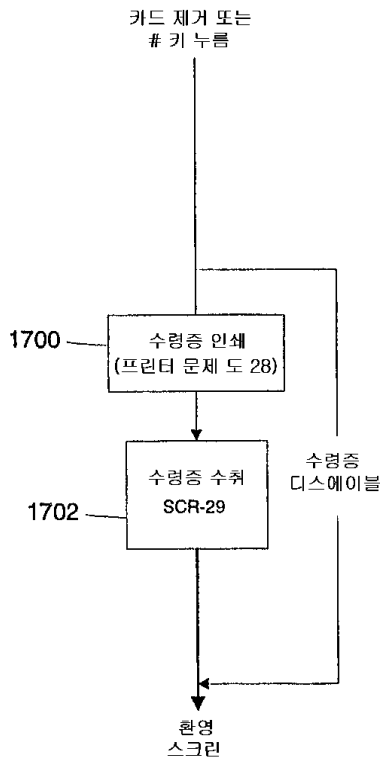 카드 제거 또는
# 키 누름
1700
수령증 인쇄
(프린터 문제 도 28)
수령증 수취
SCR-29
1702
수령증
디스에이블
환영
스크린